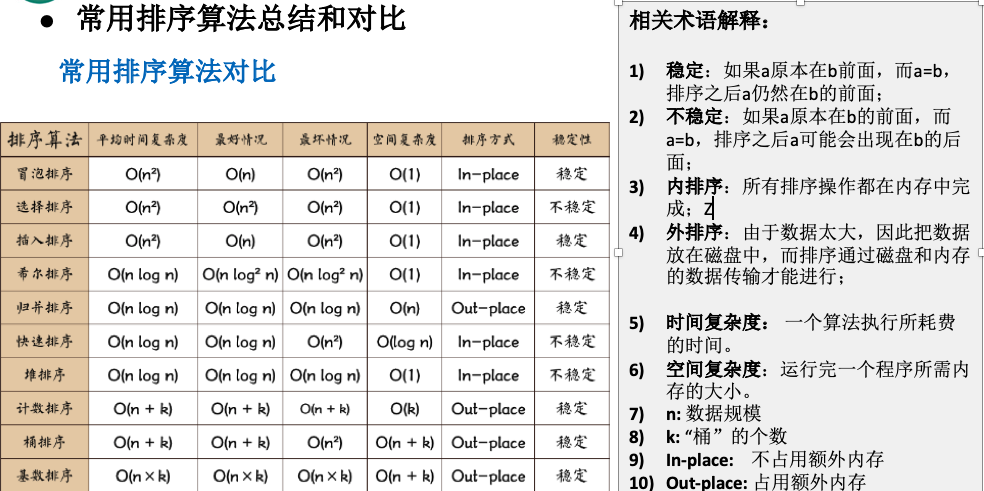 ● 常用排序算法总结和对比
常用排序算法对比
排序算法 平均时间复杂度 最好情况 最坏情况 空间复杂度 排序方式 稳定性
冒泡排序 O(n²) O(n) O(n²) O(1) In-place 稳定
选择排序 O(n²) O(n²) O(n²) O(1) In-place 不稳定
插入排序 O(n²) O(n) O(n²) O(1) In-place 稳定
希尔排序 O(n log n) O(n log² n) O(n log² n) O(1) In-place 不稳定
归并排序 O(n log n) O(n log n) O(n log n) O(n) Out-place 稳定
快速排序 O(n log n) O(n log n) O(n²) O(log n) In-place 不稳定
堆排序 O(n log n) O(n log n) O(n log n) O(1) In-place 不稳定
计数排序 O(n + k) O(n + k) O(n + k) O(k) Out-place 稳定
桶排序 O(n + k) O(n + k) O(n²) O(n + k) Out-place 稳定
基数排序 O(n×k) O(n×k) O(n×k) O(n + k) Out-place 稳定
相关术语解释：
1) 稳定：如果a原本在b前面，而a=b，
排序之后a仍然在b的前面；
2) 不稳定：如果a原本在b的前面，而
a=b，排序之后a可能会出现在b的后
面；
3) 内排序：所有排序操作都在内存中完
成；Z
4) 外排序：由于数据太大，因此把数据
放在磁盘中，而排序通过磁盘和内存
的数据传输才能进行；
5) 时间复杂度： 一个算法执行所耗费
的时间。
6) 空间复杂度：运行完一个程序所需内
存的大小。
7) n: 数据规模
8) k: “桶”的个数
9) In-place: 不占用额外内存
10) Out-place: 占用额外内存